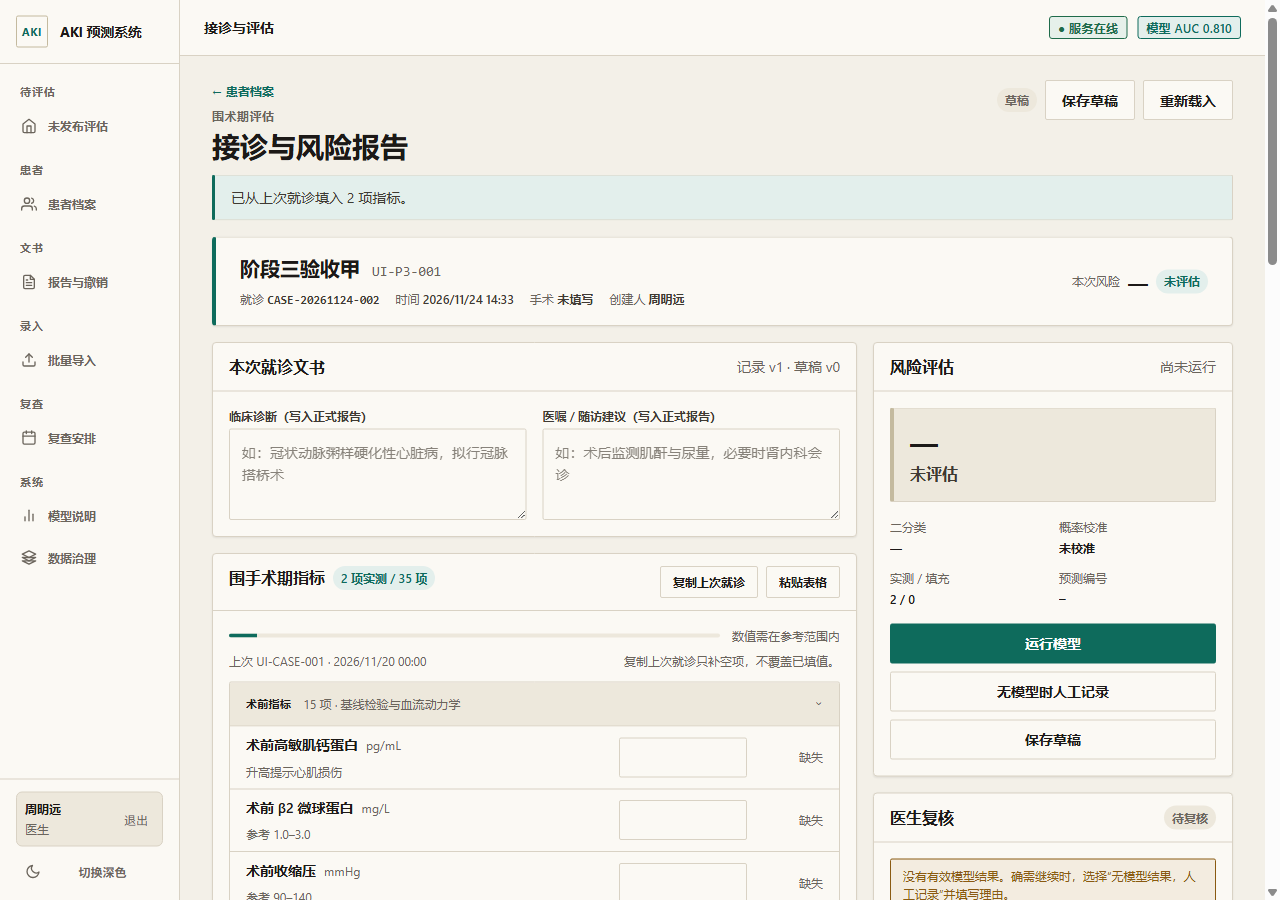 AKI
AKI 预测系统
待评估
未发布评估
患者
患者档案
文书
报告与撤销
录入
批量导入
复查
复查安排
系统
模型说明
数据治理
周明远
医生
退出
切换深色
接诊与评估
● 服务在线
模型 AUC 0.810
← 患者档案
围术期评估
接诊与风险报告
草稿
保存草稿
重新载入
已从上次就诊填入 2 项指标。
阶段三验收甲 UI-P3-001
就诊 CASE-20261124-002 时间 2026/11/24 14:33 手术 未填写 创建人 周明远
本次风险 — 未评估
本次就诊文书
记录 v1 · 草稿 v0
临床诊断（写入正式报告）
如：冠状动脉粥样硬化性心脏病，拟行冠脉
搭桥术
医嘱 / 随访建议（写入正式报告）
如：术后监测肌酐与尿量，必要时肾内科会
诊
围手术期指标 2 项实测 / 35 项
复制上次就诊
粘贴表格
数值需在参考范围内
上次 UI-CASE-001 · 2026/11/20 00:00
复制上次就诊只补空项，不覆盖已填值。
术前指标 15 项 · 基线检验与血流动力学
术前高敏肌钙蛋白 pg/mL
升高提示心肌损伤
缺失
术前 β2 微球蛋白 mg/L
参考 1.0–3.0
缺失
术前收缩压 mmHg
参考 90–140
缺失
风险评估
尚未运行
—
未评估
二分类
—
概率校准
未校准
实测 / 填充
2 / 0
预测编号
–
运行模型
无模型时人工记录
保存草稿
医生复核
待复核
没有有效模型结果。确需继续时，选择“无模型结果，人
工记录”并填写理由。